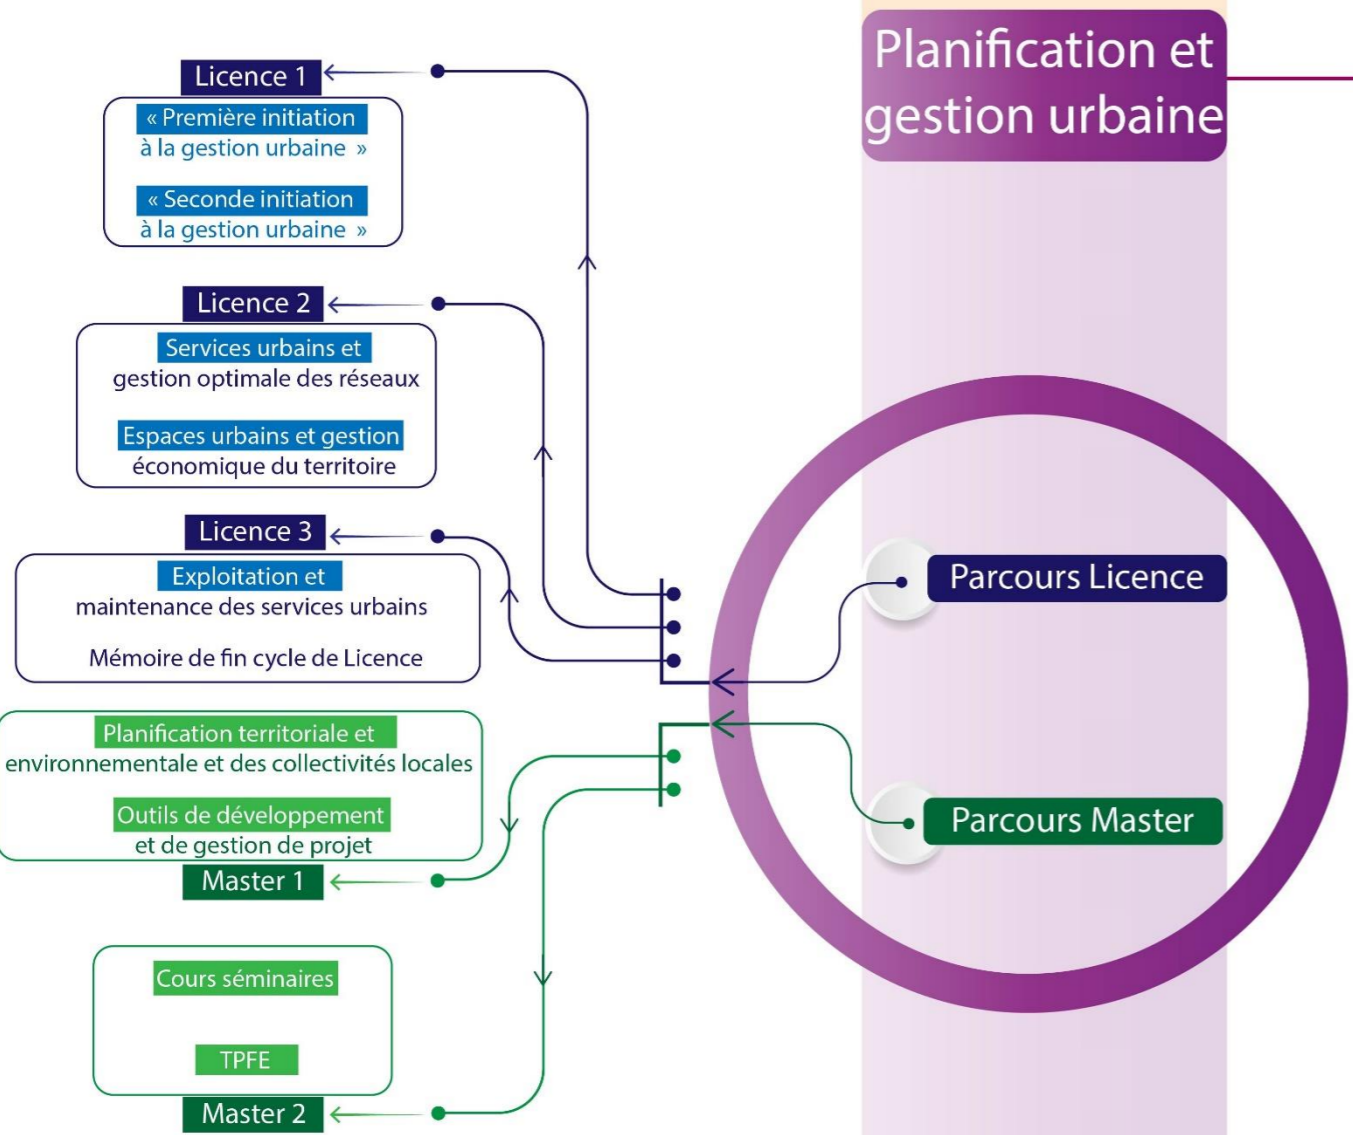 Planification et
gestion urbaine
Licence 1
« Première initiation
à la gestion urbaine »
« Seconde initiation
à la gestion urbaine »
Licence 2
Services urbains et
gestion optimale des réseaux
Espaces urbains et gestion
économique du territoire
Licence 3
Exploitation et
maintenance des services urbains
Mémoire de fin cycle de Licence
Parcours Licence
Planification territoriale et
environnementale et des collectivités locales
Outils de développement
et de gestion de projet
Master 1
Parcours Master
Cours séminaires
TPFE
Master 2